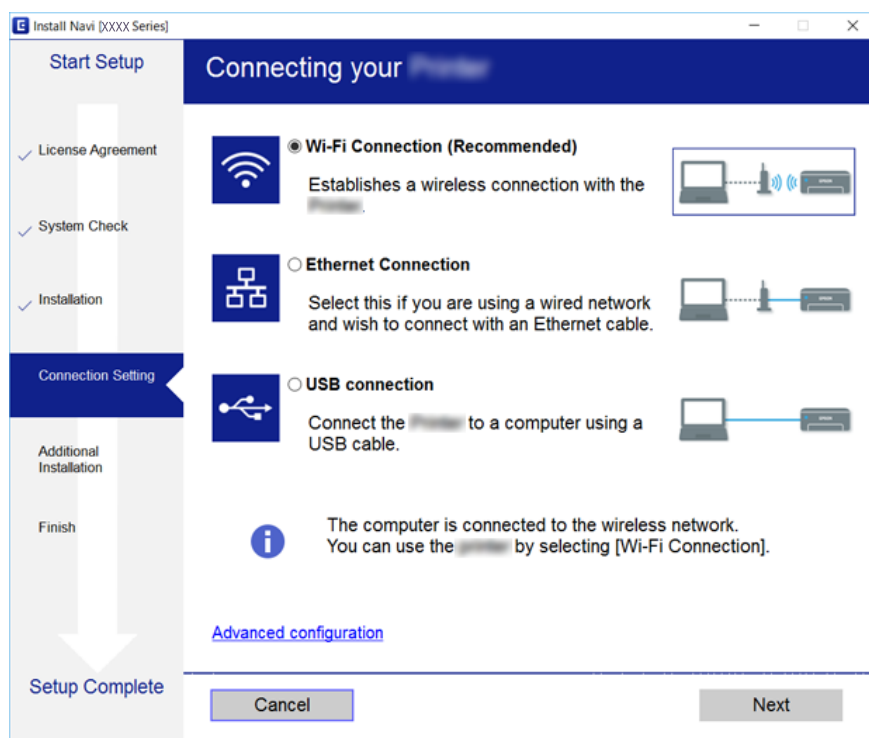 Install Navi [XXXX Series]
Start Setup
License Agreement
System Check
Installation
Connection Setting
Additional
Installation
Finish
Setup Complete
Connecting your
Wi-Fi Connection (Recommended)
Establishes a wireless connection with the
.
Ethernet Connection
Select this if you are using a wired network
and wish to connect with an Ethernet cable.
USB connection
Connect the to a computer using a
USB cable.
The computer is connected to the wireless network.
You can use the by selecting [Wi-Fi Connection].
Advanced configuration
Cancel
Next